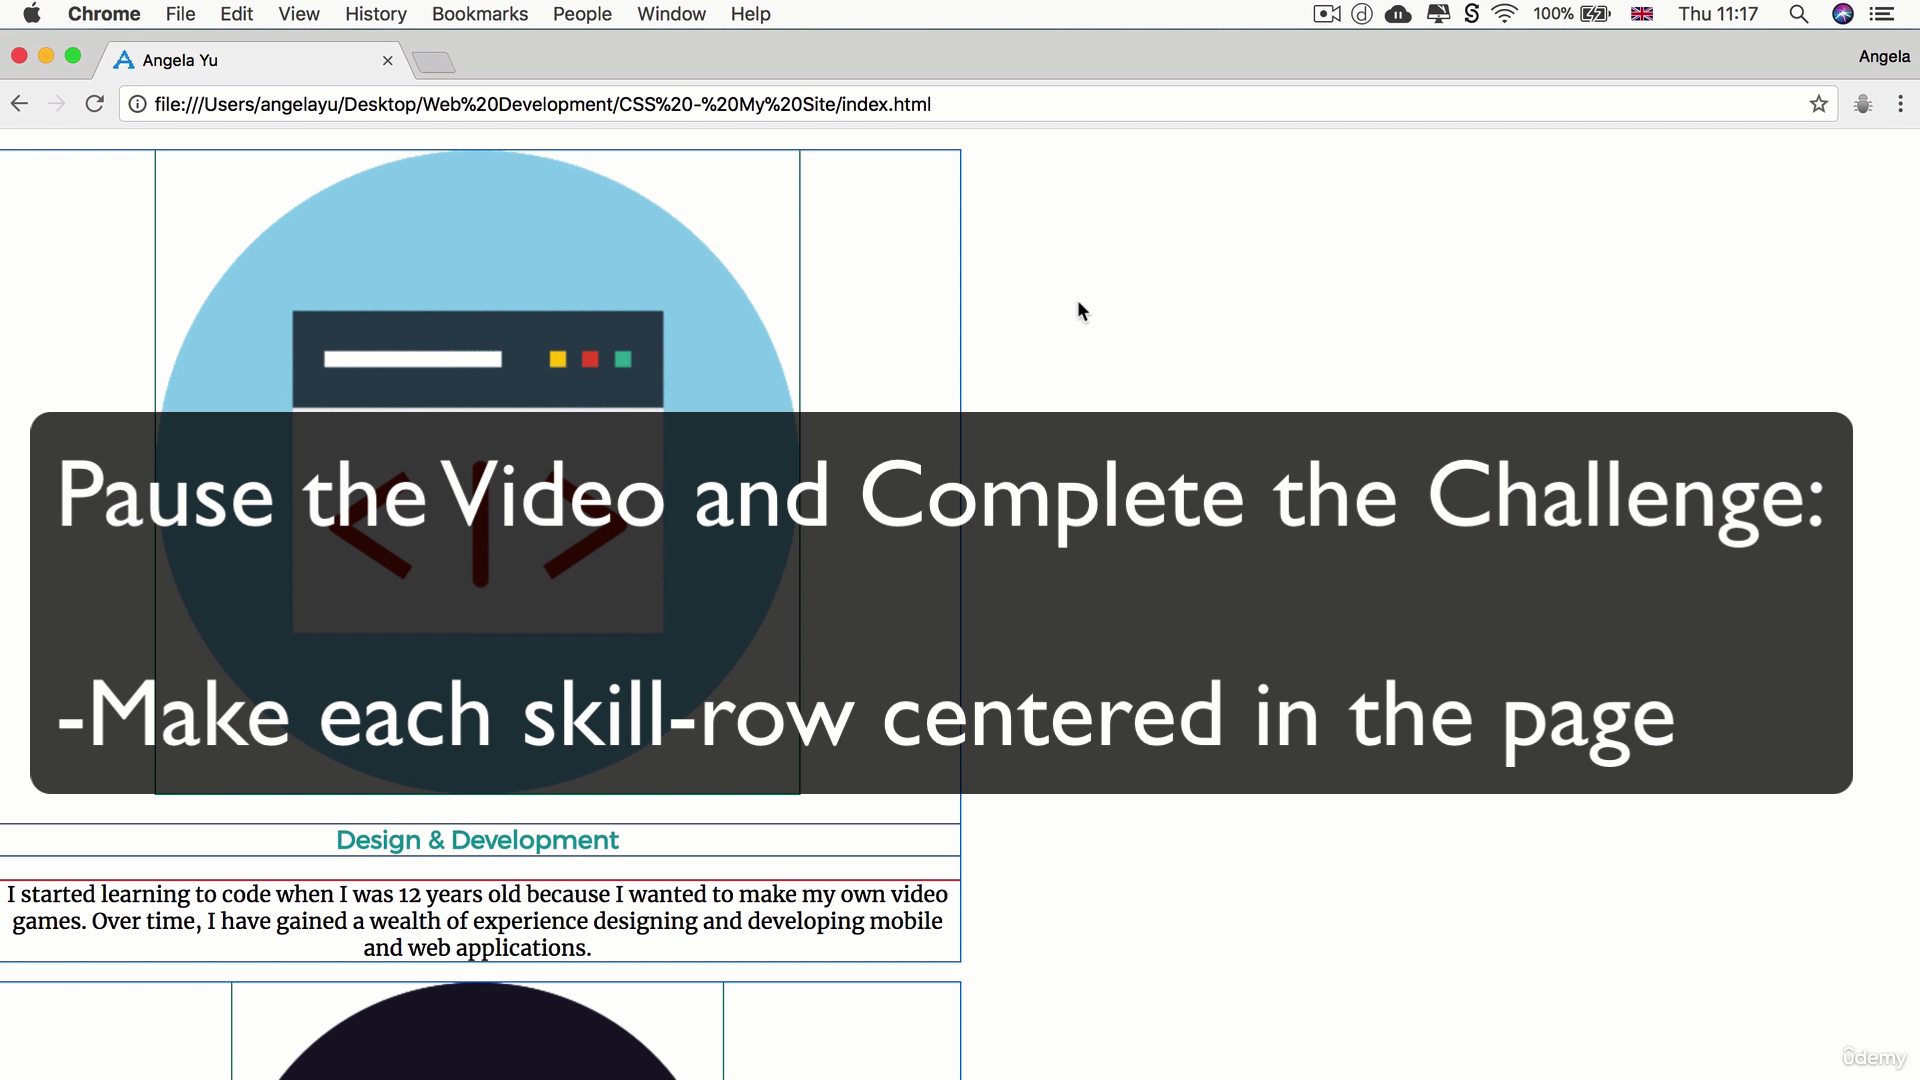 Chrome File Edit View History Bookmarks People Window Help 100% Thu 11:17
Angela Yu
Angela
file:///Users/angelayu/Desktop/Web%20Development/CSS%20-%20My%20Site/index.html
Pause the Video and Complete the Challenge:
-Make each skill-row centered in the page
Design & Development
I started learning to code when I was 12 years old because I wanted to make my own video
games. Over time, I have gained a wealth of experience designing and developing mobile
and web applications.
ûdemy